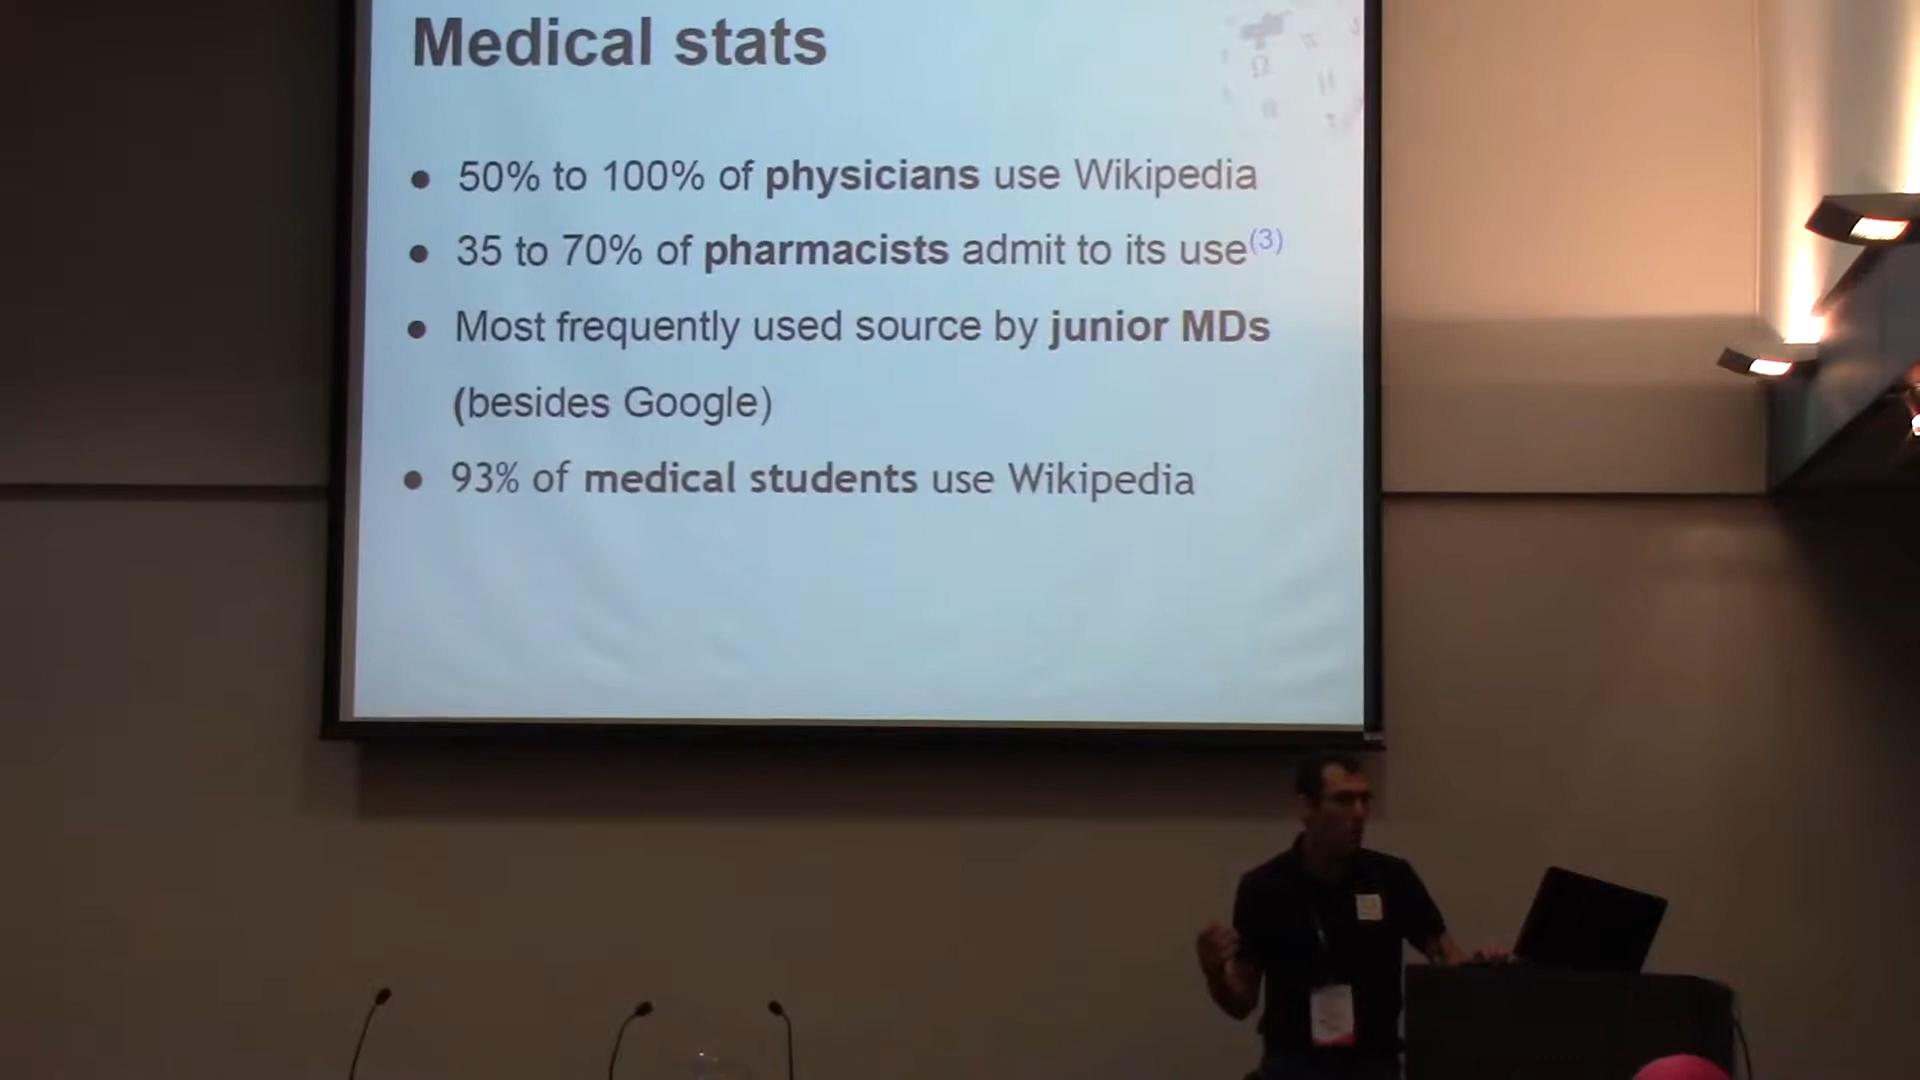 Medical stats
● 50% to 100% of physicians use Wikipedia
● 35 to 70% of pharmacists admit to its use(3)
● Most frequently used source by junior MDs
(besides Google)
● 93% of medical students use Wikipedia